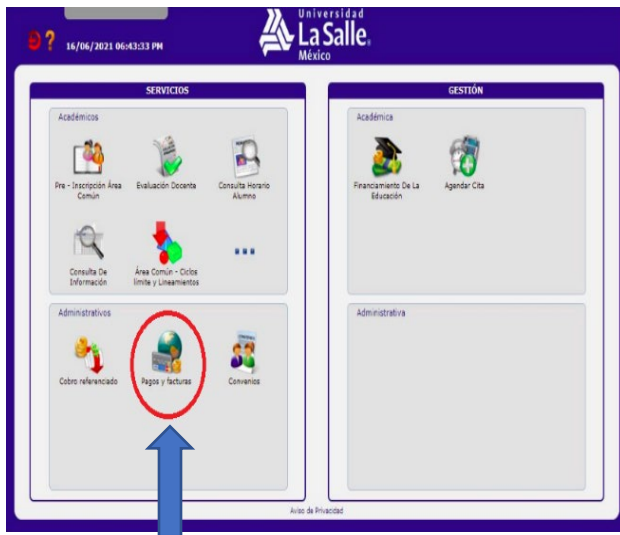 16/06/2021 06:43:33 PM
Universidad
La Salle®
México
SERVICIOS
Académicos
Pre - Inscripción Área
Común
Evaluación Docente
Consulta Horario
Alumno
Consulta De
Información
Área Común - Ciclos
límite y Lineamientos
Administrativos
Cobro referenciado
Pagos y facturas
Convenios
GESTIÓN
Académica
Financiamiento De La
Educación
Agendar Cita
Administrativa
Aviso de Privacidad